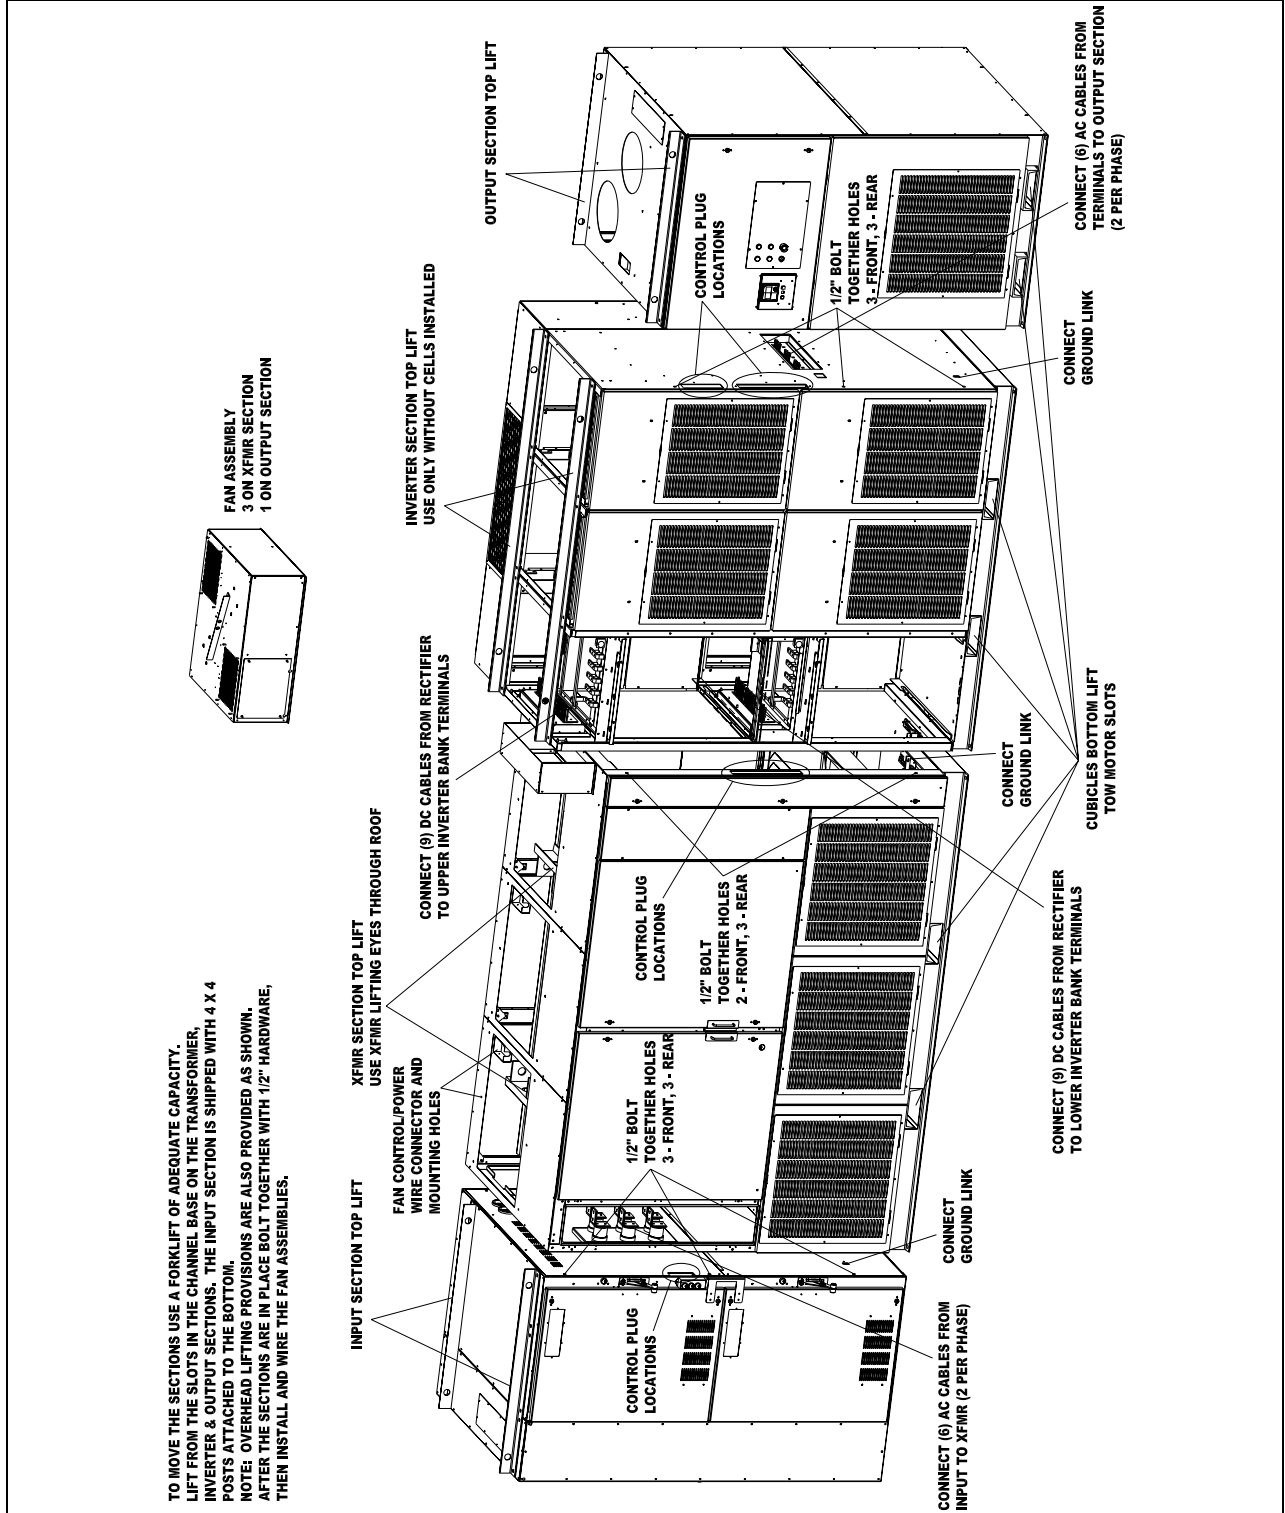 TO MOVE THE SECTIONS USE A FORKLIFT OF ADEQUATE CAPACITY.
LIFT FROM THE SLOTS IN THE CHANNEL BASE ON THE TRANSFORMER,
INVERTER & OUTPUT SECTIONS. THE INPUT SECTION IS SHIPPED WITH 4 X 4
POSTS ATTACHED TO THE BOTTOM.
NOTE: OVERHEAD LIFTING PROVISIONS ARE ALSO PROVIDED AS SHOWN.
AFTER THE SECTIONS ARE IN PLACE BOLT TOGETHER WITH 1/2" HARDWARE,
THEN INSTALL AND WIRE THE FAN ASSEMBLIES.
FAN ASSEMBLY
3 ON XFMR SECTION
1 ON OUTPUT SECTION
INPUT SECTION TOP LIFT
XFMR SECTION TOP LIFT
USE XFMR LIFTING EYES THROUGH ROOF
FAN CONTROL/POWER
WIRE CONNECTOR AND
MOUNTING HOLES
CONNECT (9) DC CABLES FROM RECTIFIER
TO UPPER INVERTER BANK TERMINALS
INVERTER SECTION TOP LIFT
USE ONLY WITHOUT CELLS INSTALLED
OUTPUT SECTION TOP LIFT
CONTROL PLUG
LOCATIONS
1/2" BOLT
TOGETHER HOLES
3 - FRONT, 3 - REAR
CONTROL PLUG
LOCATIONS
1/2" BOLT
TOGETHER HOLES
2 - FRONT, 3 - REAR
CONTROL PLUG
LOCATIONS
1/2" BOLT
TOGETHER HOLES
3 - FRONT, 3 - REAR
CONNECT (6) AC CABLES FROM
INPUT TO XFMR (2 PER PHASE)
CONNECT
GROUND LINK
CONNECT (9) DC CABLES FROM RECTIFIER
TO LOWER INVERTER BANK TERMINALS
CONNECT
GROUND LINK
CUBICLES BOTTOM LIFT
TOW MOTOR SLOTS
CONNECT
GROUND LINK
CONNECT (6) AC CABLES FROM
TERMINALS TO OUTPUT SECTION
(2 PER PHASE)